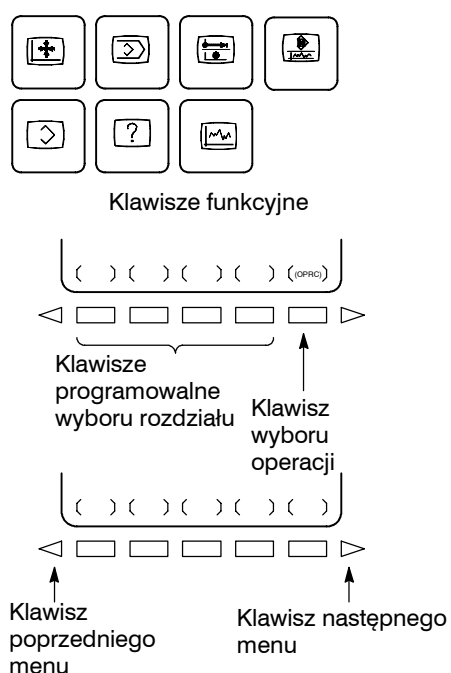 ?
Klawisze funkcyjne
( ) ( ) ( ) ( ) ((OPRC))
Klawisze
programowalne
wyboru rozdziału
Klawisz
wyboru
operacji
( ) ( ) ( ) ( ) ( )
Klawisz
poprzedniego
menu
Klawisz następnego
menu